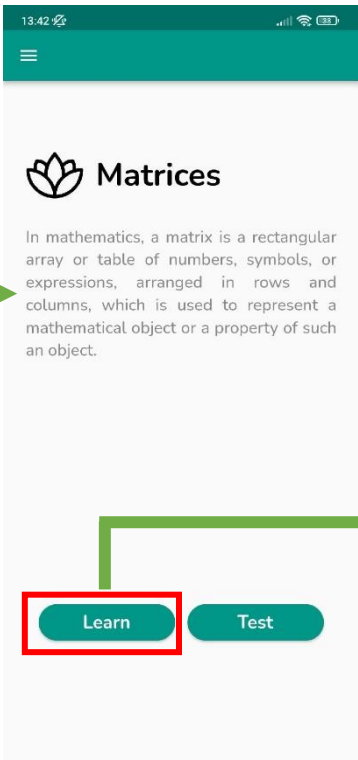 13:42
38
Matrices
In mathematics, a matrix is a rectangular
array or table of numbers, symbols, or
expressions, arranged in rows and
columns, which is used to represent a
mathematical object or a property of such
an object.
Learn Test